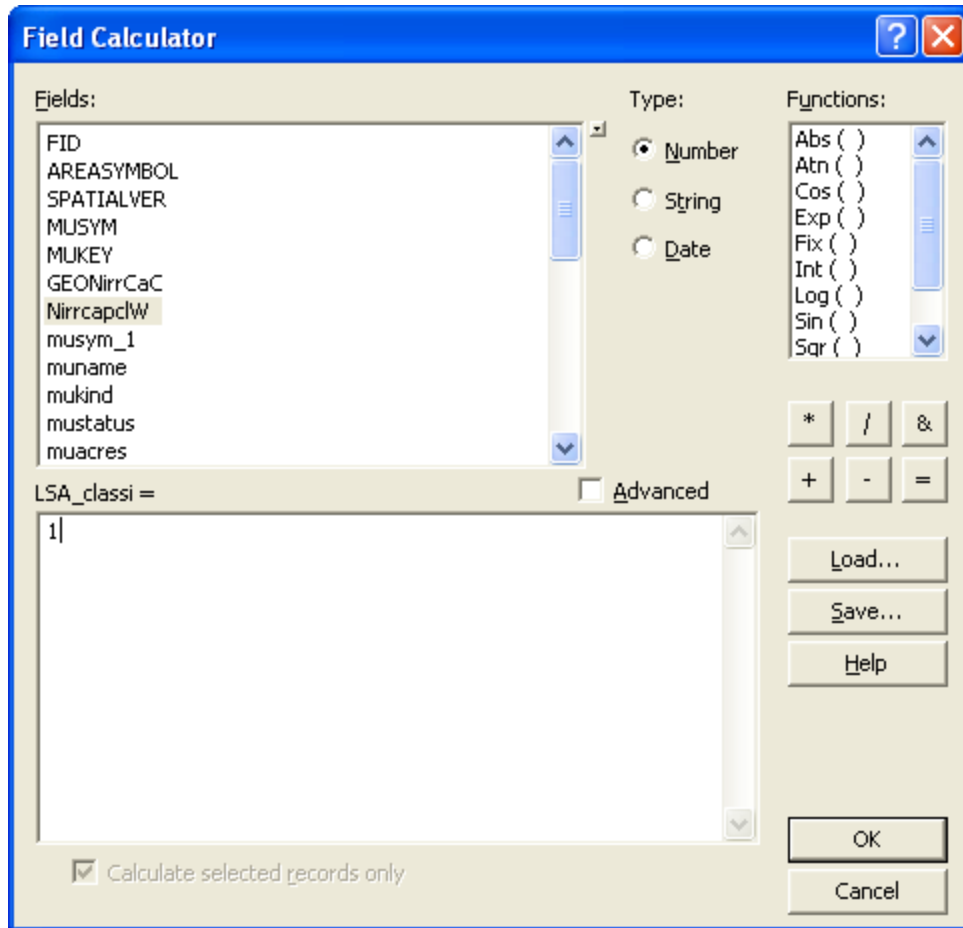 Field Calculator
Fields:
FID
AREASYMBOL
SPATIALVER
MUSYM
MUKEY
GEONirrCaC
NirrcapclW
musym_1
muname
mukind
mustatus
muacres
Type:
Number
String
Date
Functions:
Abs ( )
Atn ( )
Cos ( )
Exp ( )
Fix ( )
Int ( )
Log ( )
Sin ( )
Sqr ( )
* / &
+ - =
LSA_classi =
Advanced
1
Load...
Save...
Help
Calculate selected records only
OK
Cancel